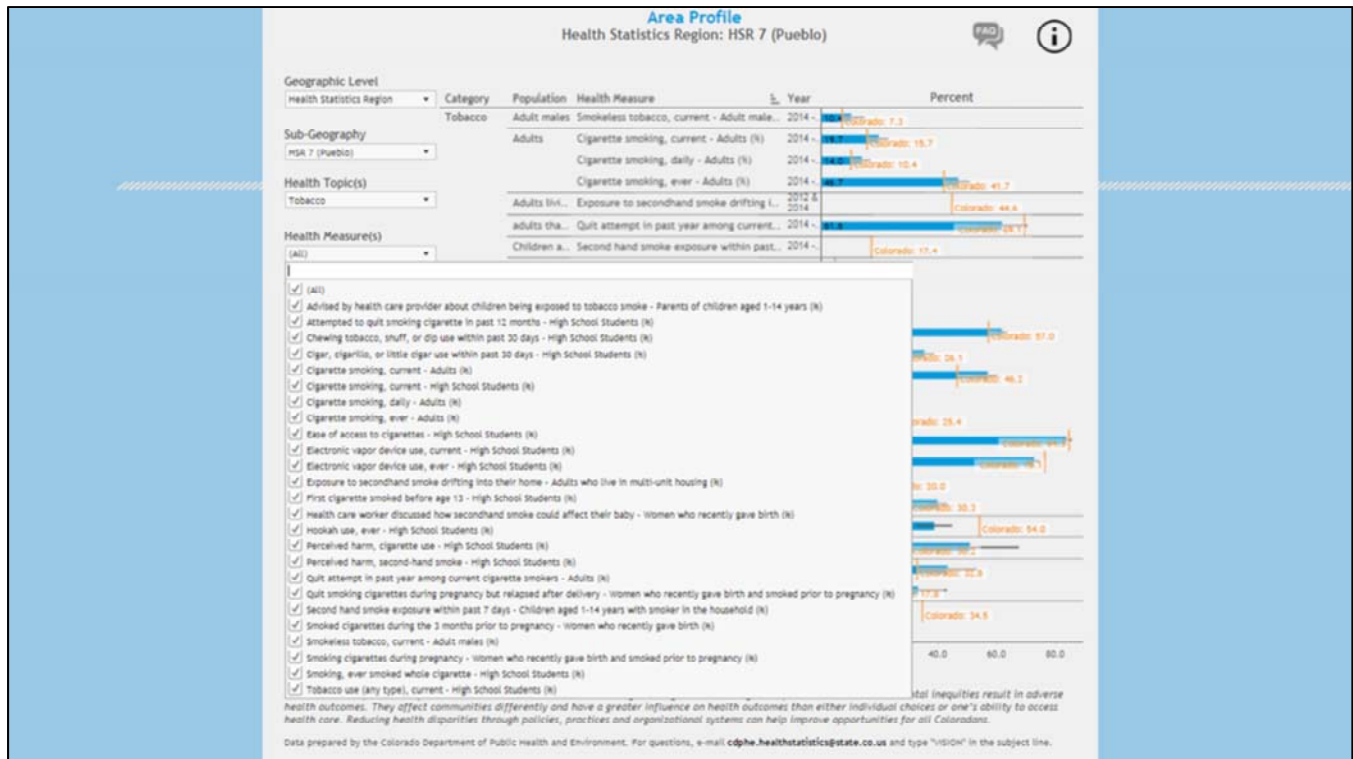 Area Profile
Health Statistics Region: HSR 7 (Pueblo)
FAQ
i
Geographic Level
Health Statistics Region
Category Population Health Measure Year Percent
Tobacco Adult males Smokeless tobacco, current - Adult male... 2014 -.
Colorado: 7.3
Sub-Geography
HSR 7 (Pueblo)
Adults Cigarette smoking, current - Adults (%) 2014 -.
Colorado: 15.7
Cigarette smoking, daily - Adults (%) 2014 -. 14.0
Colorado: 10.4
Health Topic(s)
Tobacco
Cigarette smoking, ever - Adults (%) 2014 -.
Colorado: 41.7
Adults livi... Exposure to secondhand smoke drifting i... 2012 & 2014
Colorado: 44.6
Health Measure(s)
(All)
adults tha... Quit attempt in past year among current... 2014 -.
Children a... Second hand smoke exposure within past... 2014 -.
Colorado: 17.4
(All)
Advised by health care provider about children being exposed to tobacco smoke - Parents of children aged 1-14 years (%)
Attempted to quit smoking cigarette in past 12 months - High School Students (%)
Chewing tobacco, snuff, or dip use within past 30 days - High School Students (%)
Colorado: 57.0
Cigar, cigarillo, or little cigar use within past 30 days - High School Students (%)
Colorado: 26.1
Cigarette smoking, current - Adults (%)
Cigarette smoking, current - High School Students (%)
Cigarette smoking, daily - Adults (%)
Cigarette smoking, ever - Adults (%)
25.4
Ease of access to cigarettes - High School Students (%)
Electronic vapor device use, current - High School Students (%)
Electronic vapor device use, ever - High School Students (%)
Exposure to secondhand smoke drifting into their home - Adults who live in multi-unit housing (%)
First cigarette smoked before age 13 - High School Students (%)
Health care worker discussed how secondhand smoke could affect their baby - Women who recently gave birth (%)
Hookah use, ever - High School Students (%)
Colorado: 54.0
Perceived harm, cigarette use - High School Students (%)
Perceived harm, second-hand smoke - High School Students (%)
Quit attempt in past year among current cigarette smokers - Adults (%)
Quit smoking cigarettes during pregnancy but relapsed after delivery - Women who recently gave birth and smoked prior to pregnancy (%)
Second hand smoke exposure within past 7 days - Children aged 1-14 years with smoker in the household (%)
Smoked cigarettes during the 3 months prior to pregnancy - Women who recently gave birth (%)
Colorado: 34.5
Smokeless tobacco, current - Adult males (%)
Smoking cigarettes during pregnancy - Women who recently gave birth and smoked prior to pregnancy (%)
40.0 60.0 80.0
Smoking, ever smoked whole cigarette - High School Students (%)
Tobacco use (any type), current - High School Students (%)
inequities result in adverse
health outcomes. They affect communities differently and have a greater influence on health outcomes than either individual choices or one's ability to access
health care. Reducing health disparities through policies, practices and organizational systems can help improve opportunities for all Coloradans.
Data prepared by the Colorado Department of Public Health and Environment. For questions, e-mail cdphe.healthstatistics@state.co.us and type "VISION" in the subject line.